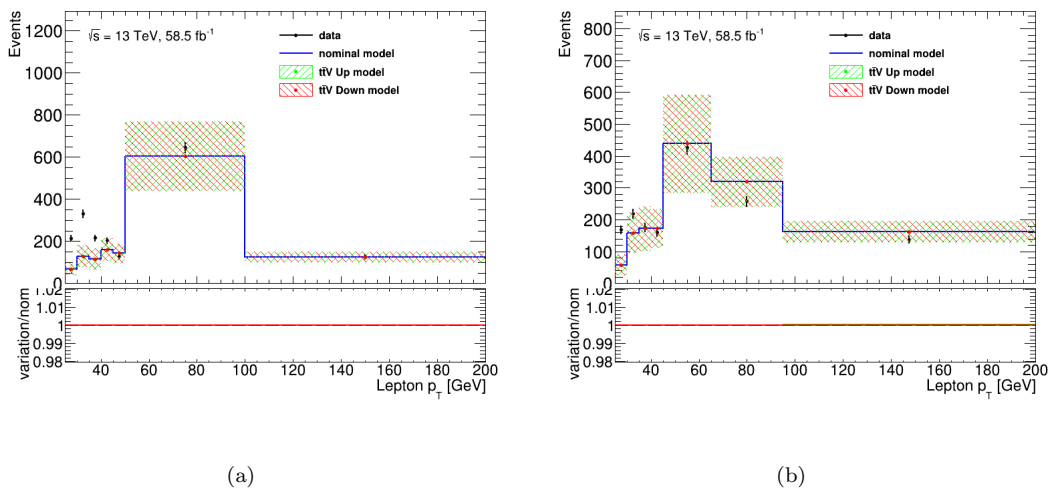 Events
1200
1000
800
600
400
200
0
√s = 13 TeV, 58.5 fb⁻¹
data
nominal model
tt̄V Up model
tt̄V Down model
variation/nom
1.02
1.01
1
0.99
0.98
40 60 80 100 120 140 160 180 200
Lepton p_T [GeV]
(a)
Events
800
700
600
500
400
300
200
100
0
√s = 13 TeV, 58.5 fb⁻¹
data
nominal model
tt̄V Up model
tt̄V Down model
variation/nom
1.02
1.01
1
0.99
0.98
40 60 80 100 120 140 160 180 200
Lepton p_T [GeV]
(b)